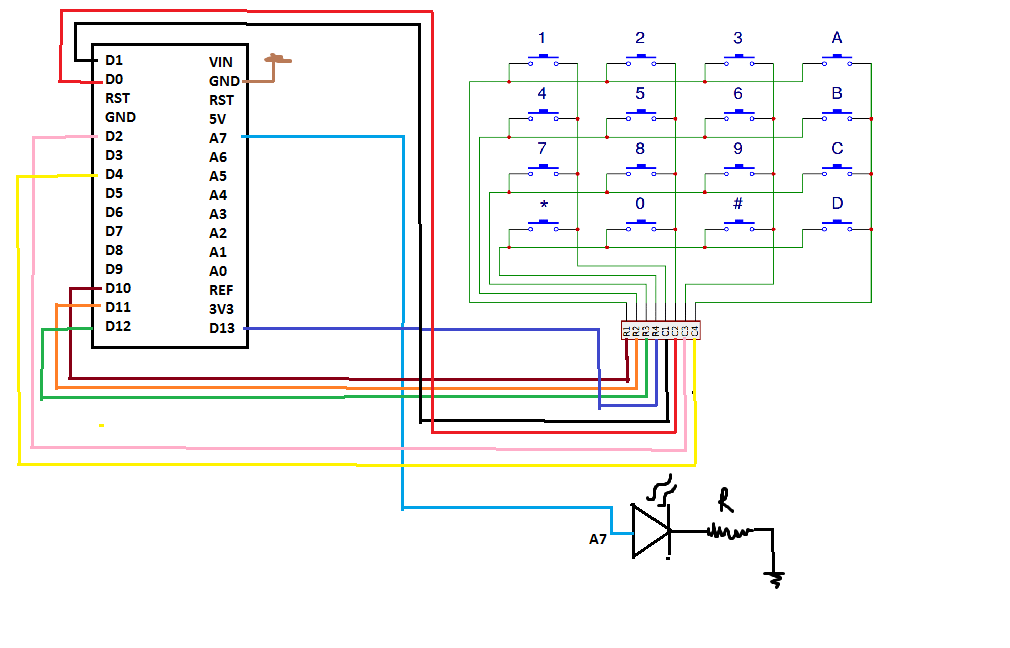 D1
D0
RST
GND
D2
D3
D4
D5
D6
D7
D8
D9
D10
D11
D12
VIN
GND
RST
5V
A7
A6
A5
A4
A3
A2
A1
A0
REF
3V3
D13
1 2 3 A
4 5 6 B
7 8 9 C
* 0 # D
R1 R2 R3 R4 C1 C2 C3 C4
R
A7